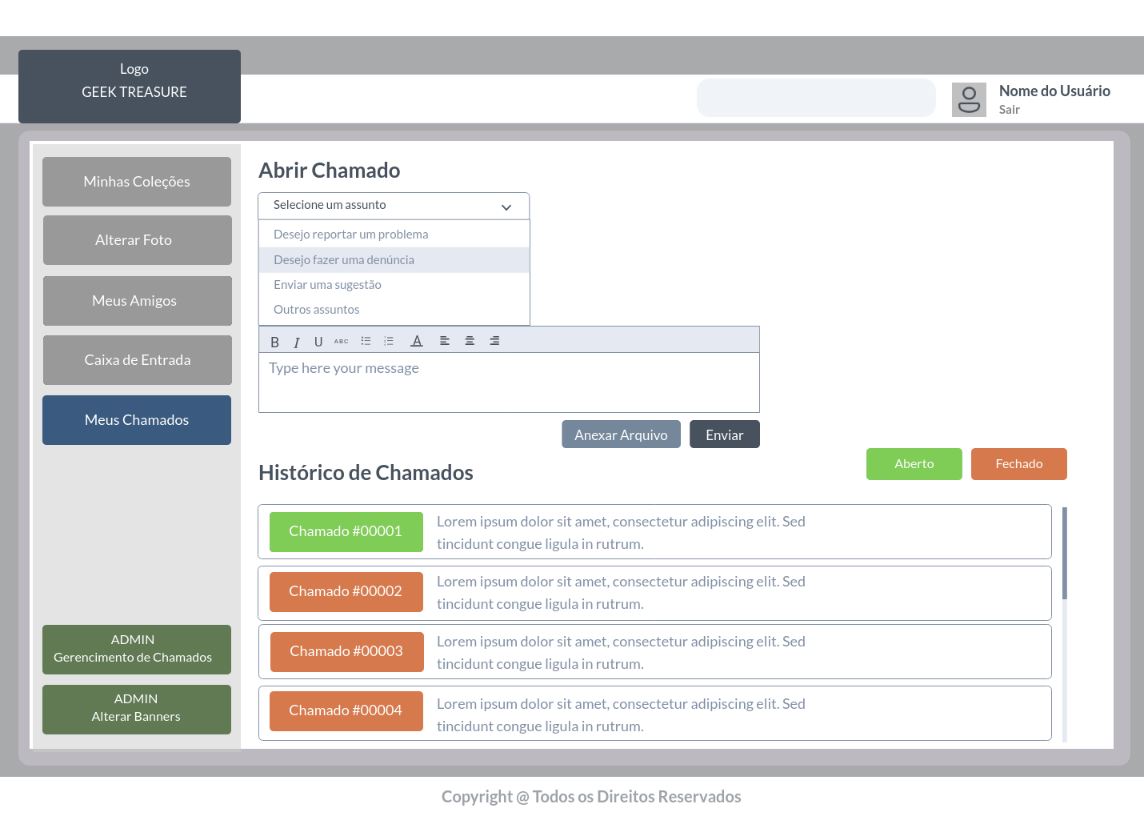 Logo
GEEK TREASURE
Nome do Usuário
Sair
Minhas Coleções
Alterar Foto
Meus Amigos
Caixa de Entrada
Meus Chamados
ADMIN
Gerencimento de Chamados
ADMIN
Alterar Banners
Abrir Chamado
Selecione um assunto
Desejo reportar um problema
Desejo fazer uma denúncia
Enviar uma sugestão
Outros assuntos
B I U ABC A
Type here your message
Anexar Arquivo
Enviar
Histórico de Chamados
Aberto
Fechado
Chamado #00001
Lorem ipsum dolor sit amet, consectetur adipiscing elit. Sed
tincidunt congue ligula in rutrum.
Chamado #00002
Lorem ipsum dolor sit amet, consectetur adipiscing elit. Sed
tincidunt congue ligula in rutrum.
Chamado #00003
Lorem ipsum dolor sit amet, consectetur adipiscing elit. Sed
tincidunt congue ligula in rutrum.
Chamado #00004
Lorem ipsum dolor sit amet, consectetur adipiscing elit. Sed
tincidunt congue ligula in rutrum.
Copyright @ Todos os Direitos Reservados